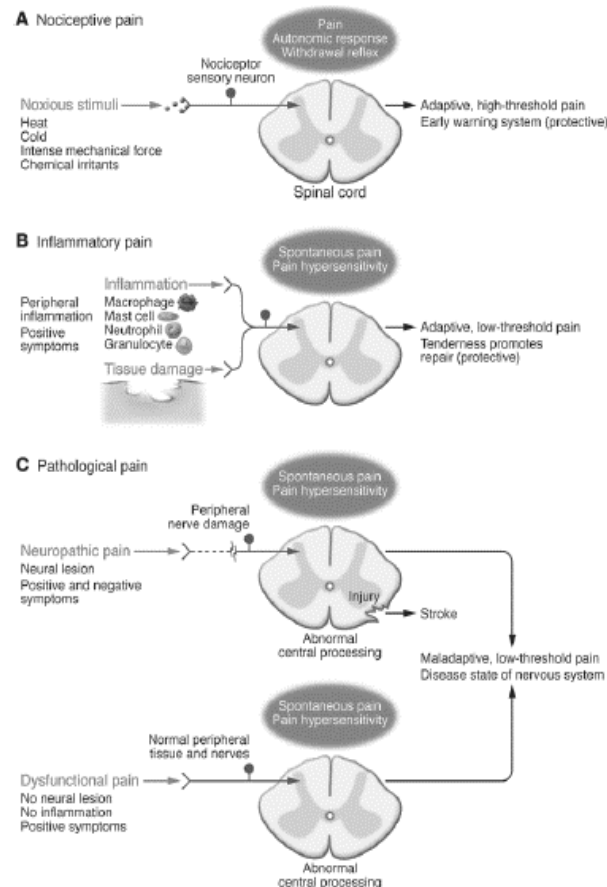 A Nociceptive pain
Pain
Autonomic response
Withdrawal reflex
Nociceptor
sensory neuron
Noxious stimuli
Heat
Cold
Intense mechanical force
Chemical irritants
Adaptive, high-threshold pain
Early warning system (protective)
Spinal cord
B Inflammatory pain
Spontaneous pain
Pain hypersensitivity
Peripheral
inflammation
Positive
symptoms
Inflammation
Macrophage
Mast cell
Neutrophil
Granulocyte
Tissue damage
Adaptive, low-threshold pain
Tenderness promotes
repair (protective)
C Pathological pain
Spontaneous pain
Pain hypersensitivity
Peripheral
nerve damage
Neuropathic pain
Neural lesion
Positive and negative
symptoms
Injury
Stroke
Abnormal
central processing
Maladaptive, low-threshold pain
Disease state of nervous system
Spontaneous pain
Pain hypersensitivity
Normal peripheral
tissue and nerves
Dysfunctional pain
No neural lesion
No inflammation
Positive symptoms
Abnormal
central processing